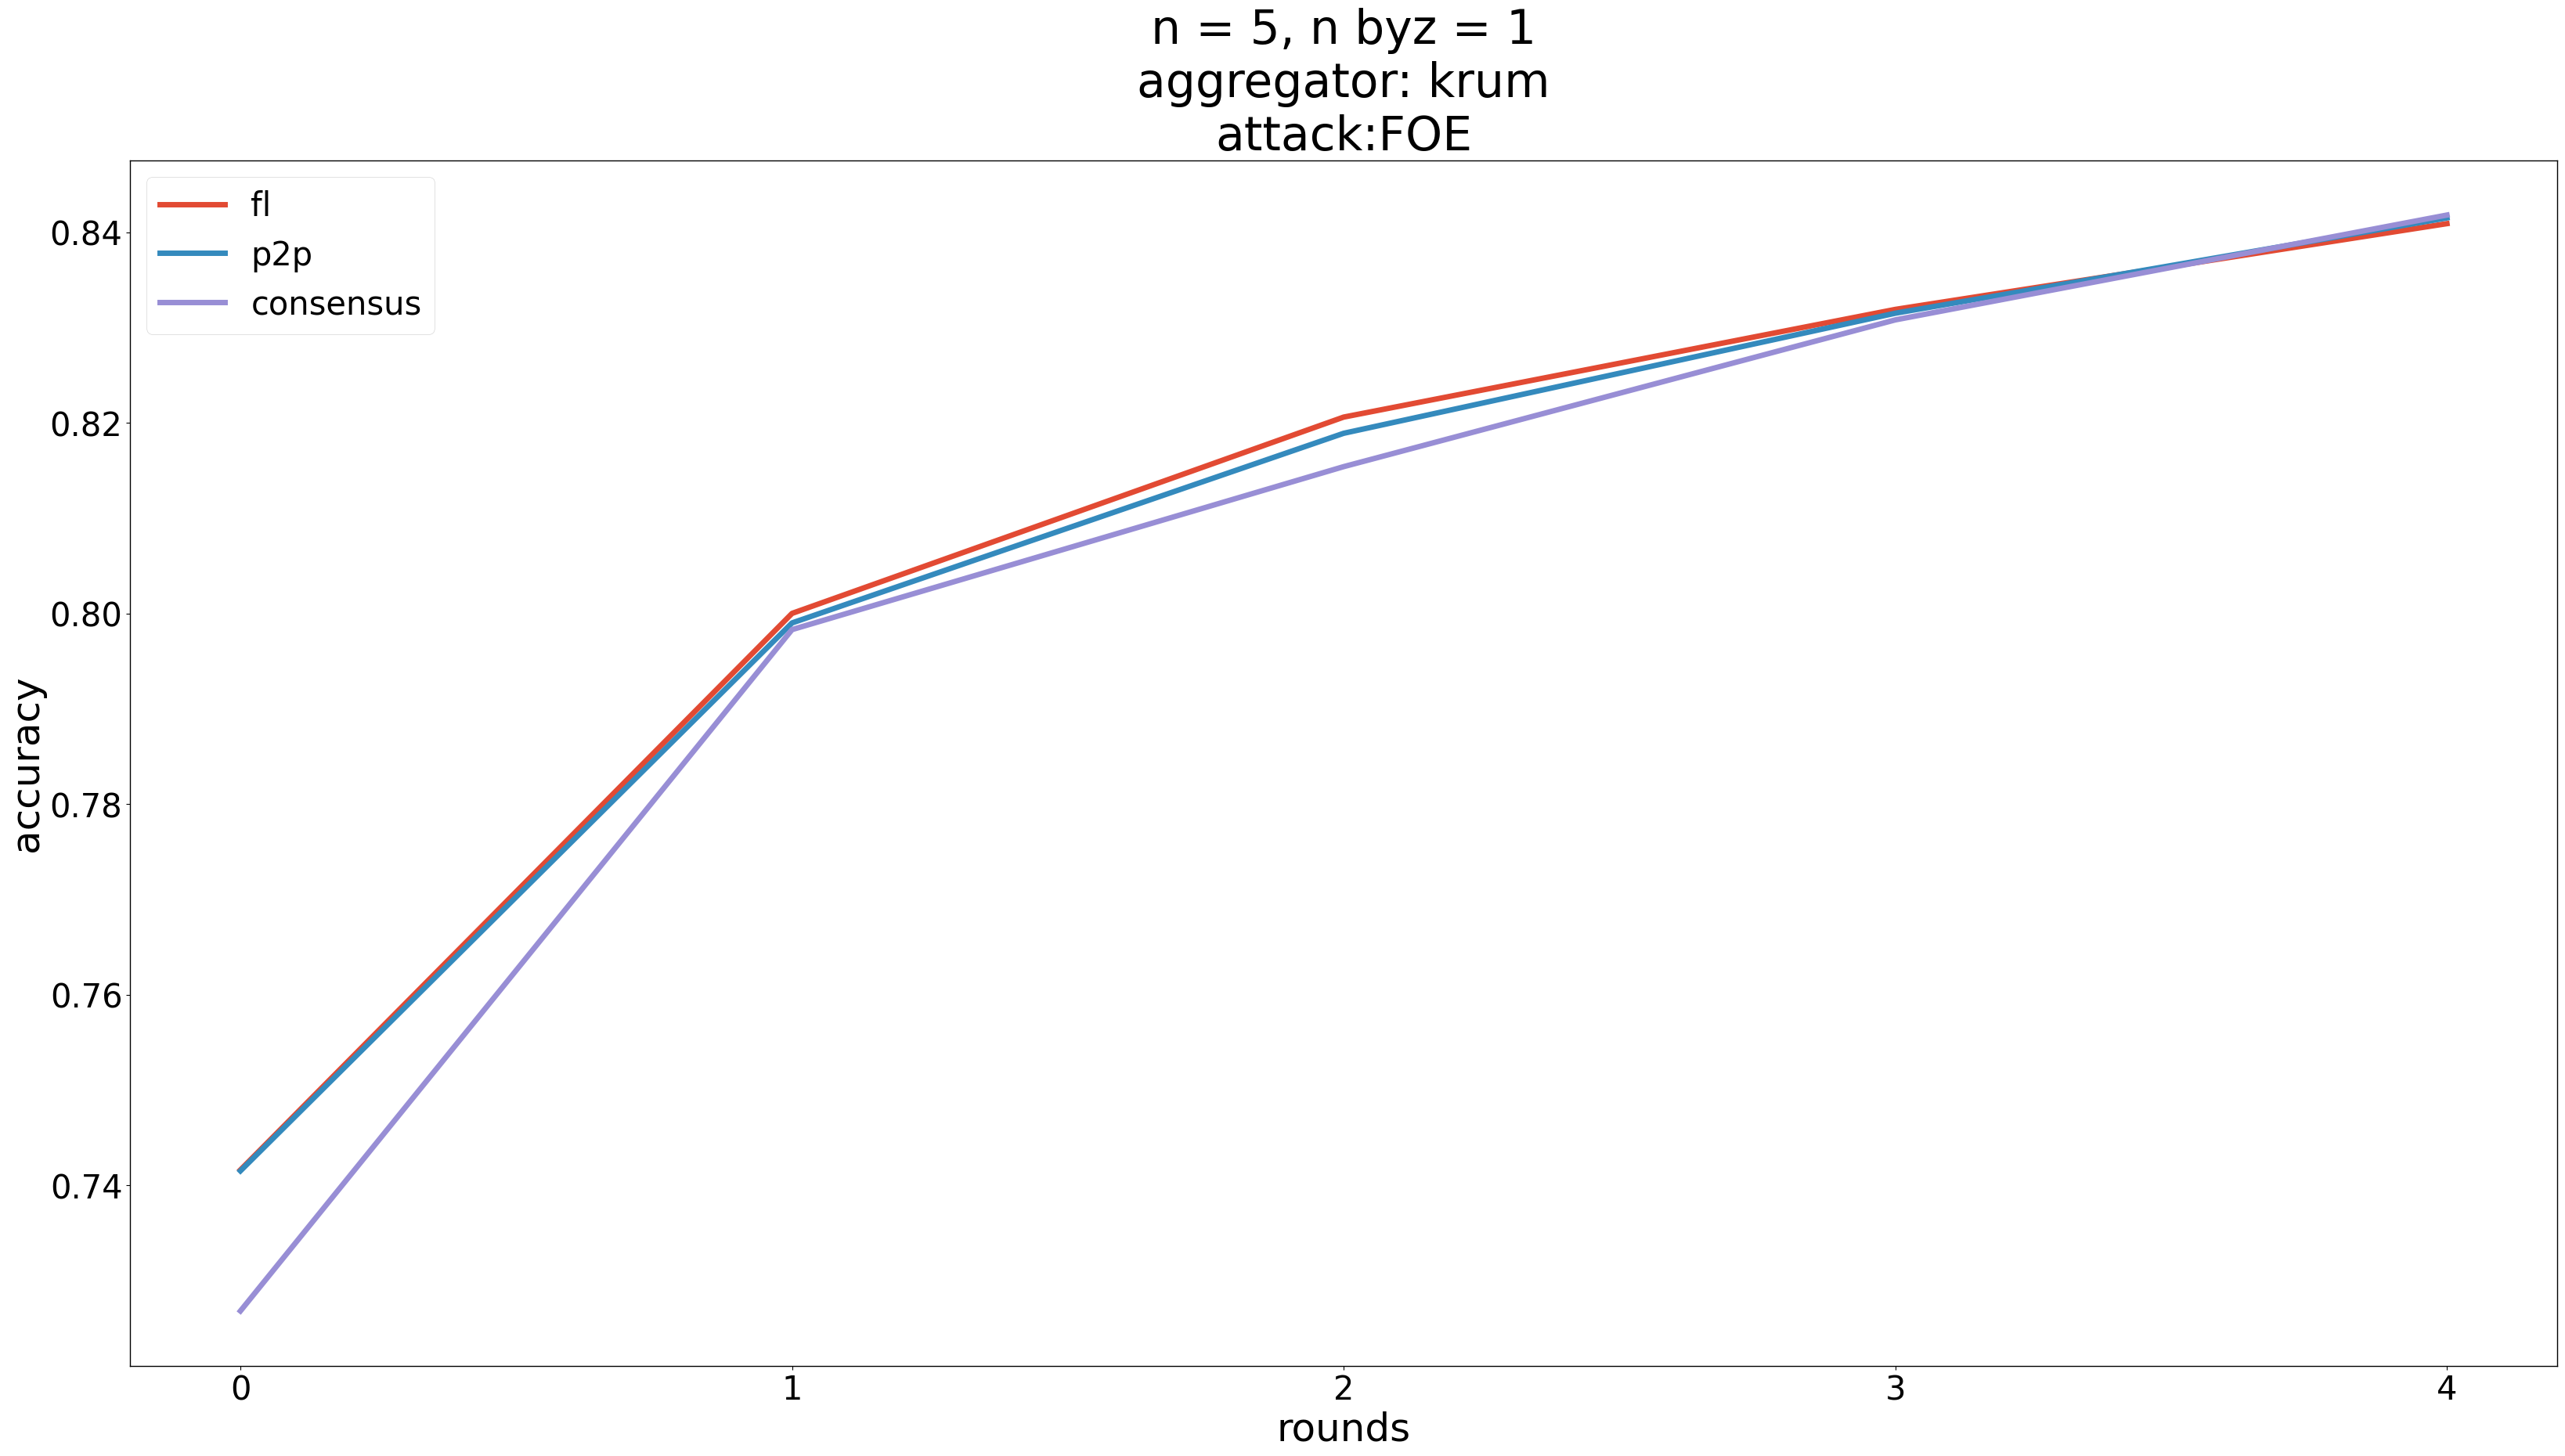 n = 5, n byz = 1
aggregator: krum
attack:FOE
fl
p2p
consensus
accuracy
0.84
0.82
0.80
0.78
0.76
0.74
0 1 2 3 4
rounds